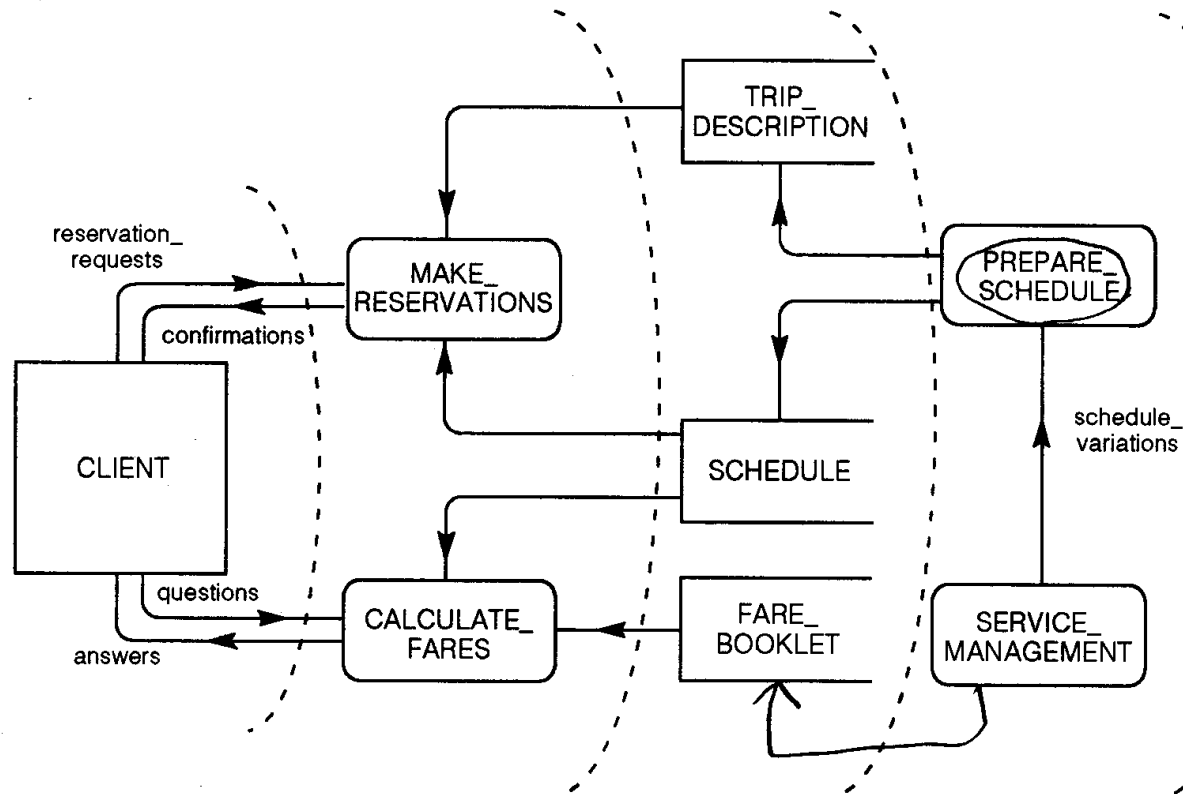 TRIP_
DESCRIPTION
reservation_
requests
MAKE_
RESERVATIONS
PREPARE_
SCHEDULE
confirmations
schedule_
variations
CLIENT
SCHEDULE
questions
CALCULATE_
FARES
FARE_
BOOKLET
SERVICE_
MANAGEMENT
answers